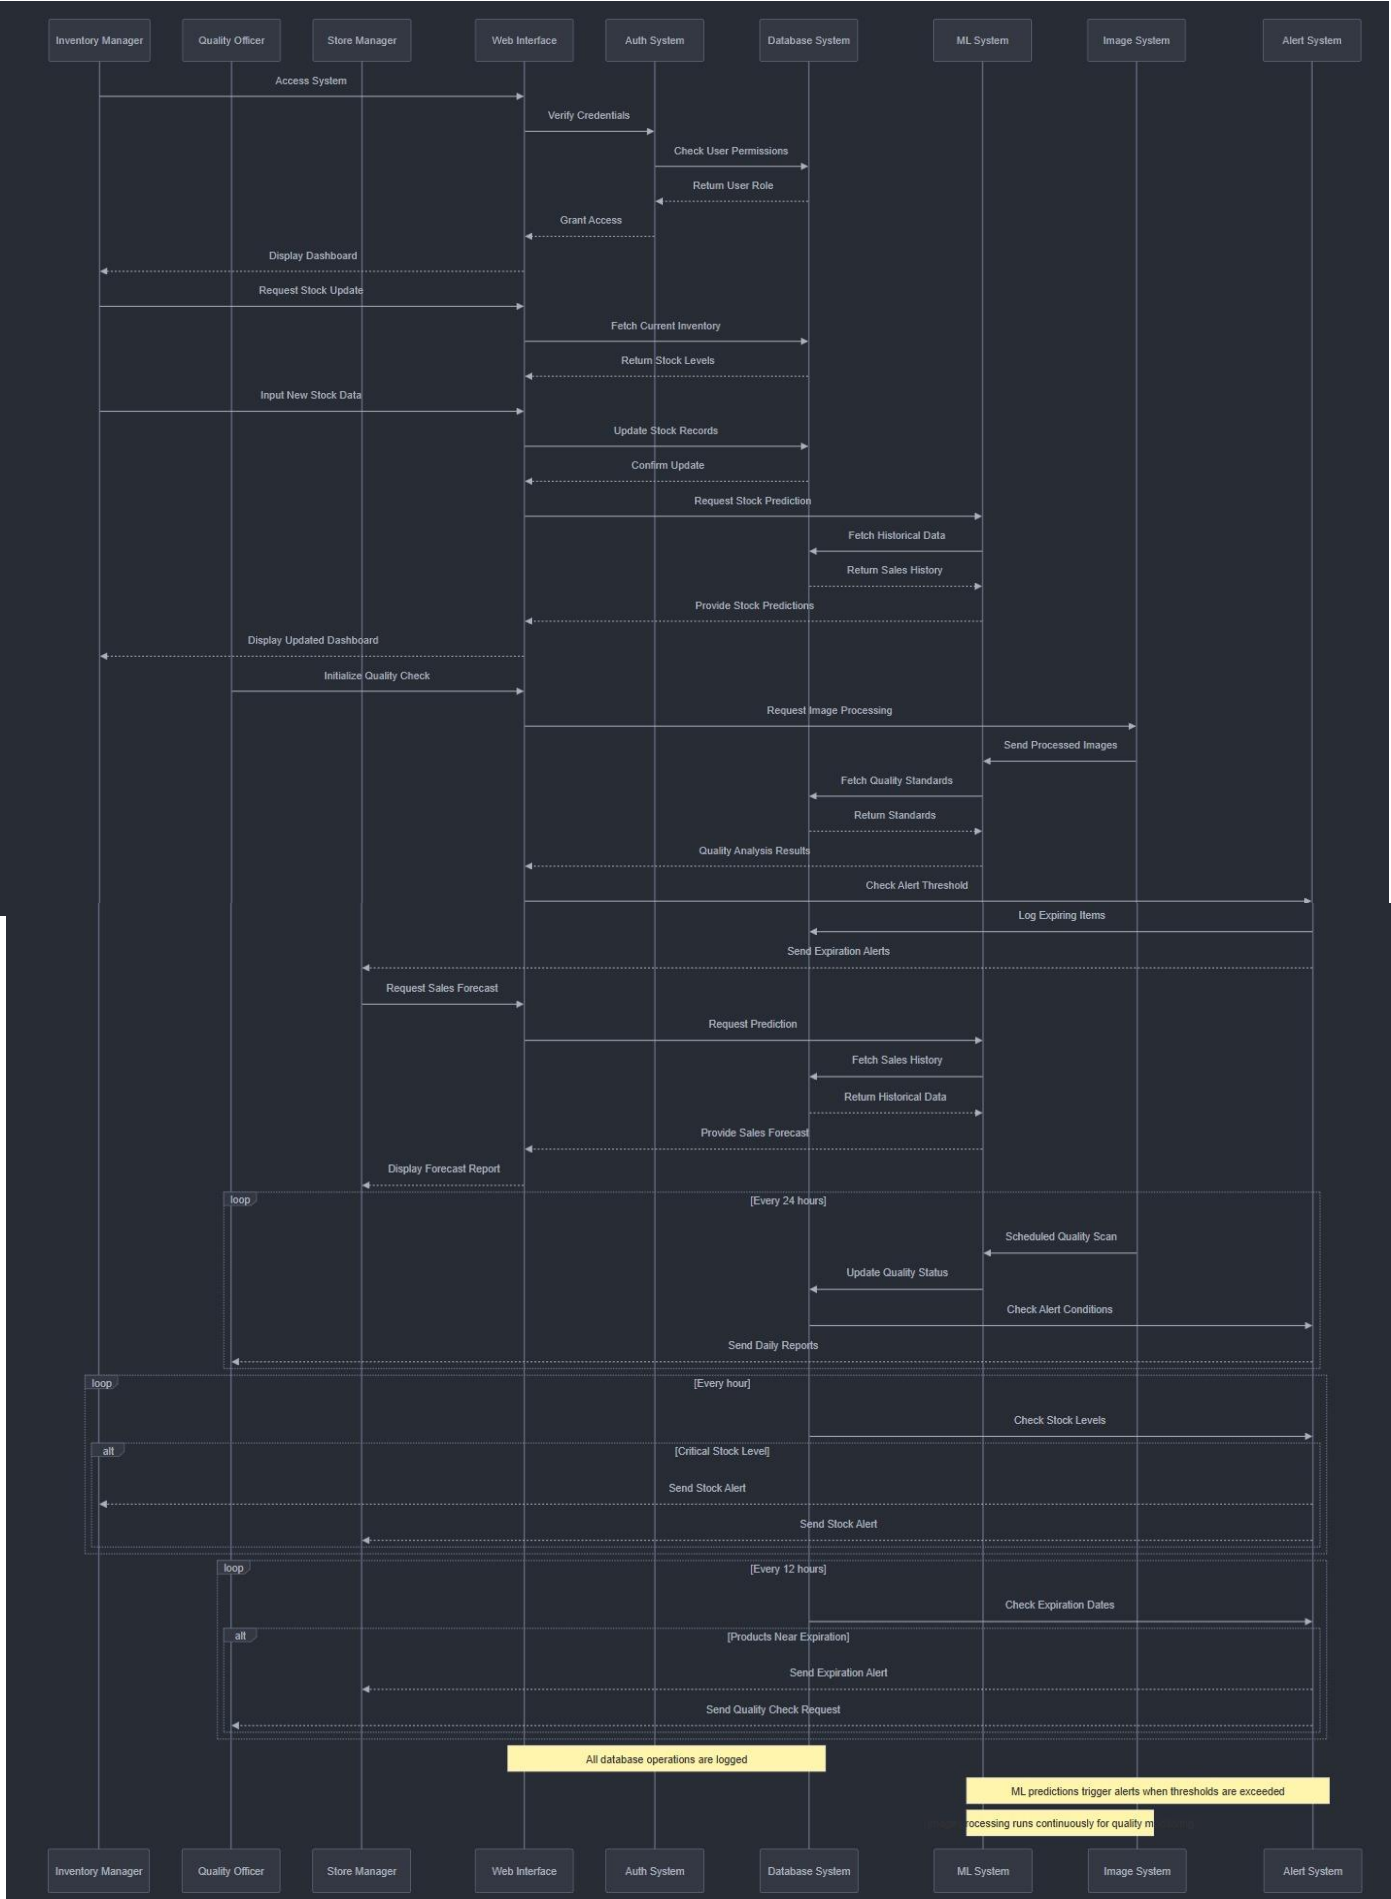 Inventory Manager
Quality Officer
Store Manager
Web Interface
Auth System
Database System
ML System
Image System
Alert System
Access System
Verify Credentials
Check User Permissions
Return User Role
Grant Access
Display Dashboard
Request Stock Update
Fetch Current Inventory
Return Stock Levels
Input New Stock Data
Update Stock Records
Confirm Update
Request Stock Prediction
Fetch Historical Data
Return Sales History
Provide Stock Predictions
Display Updated Dashboard
Initialize Quality Check
Request Image Processing
Send Processed Images
Fetch Quality Standards
Return Standards
Quality Analysis Results
Check Alert Threshold
Log Expiring Items
Send Expiration Alerts
Request Sales Forecast
Request Prediction
Fetch Sales History
Return Historical Data
Provide Sales Forecast
Display Forecast Report
loop
[Every 24 hours]
Scheduled Quality Scan
Update Quality Status
Check Alert Conditions
Send Daily Reports
loop
[Every hour]
Check Stock Levels
alt
[Critical Stock Level]
Send Stock Alert
Send Stock Alert
loop
[Every 12 hours]
Check Expiration Dates
alt
[Products Near Expiration]
Send Expiration Alert
Send Quality Check Request
All database operations are logged
ML predictions trigger alerts when thresholds are exceeded
runs continuously for quality
Inventory Manager
Quality Officer
Store Manager
Web Interface
Auth System
Database System
ML System
Image System
Alert System